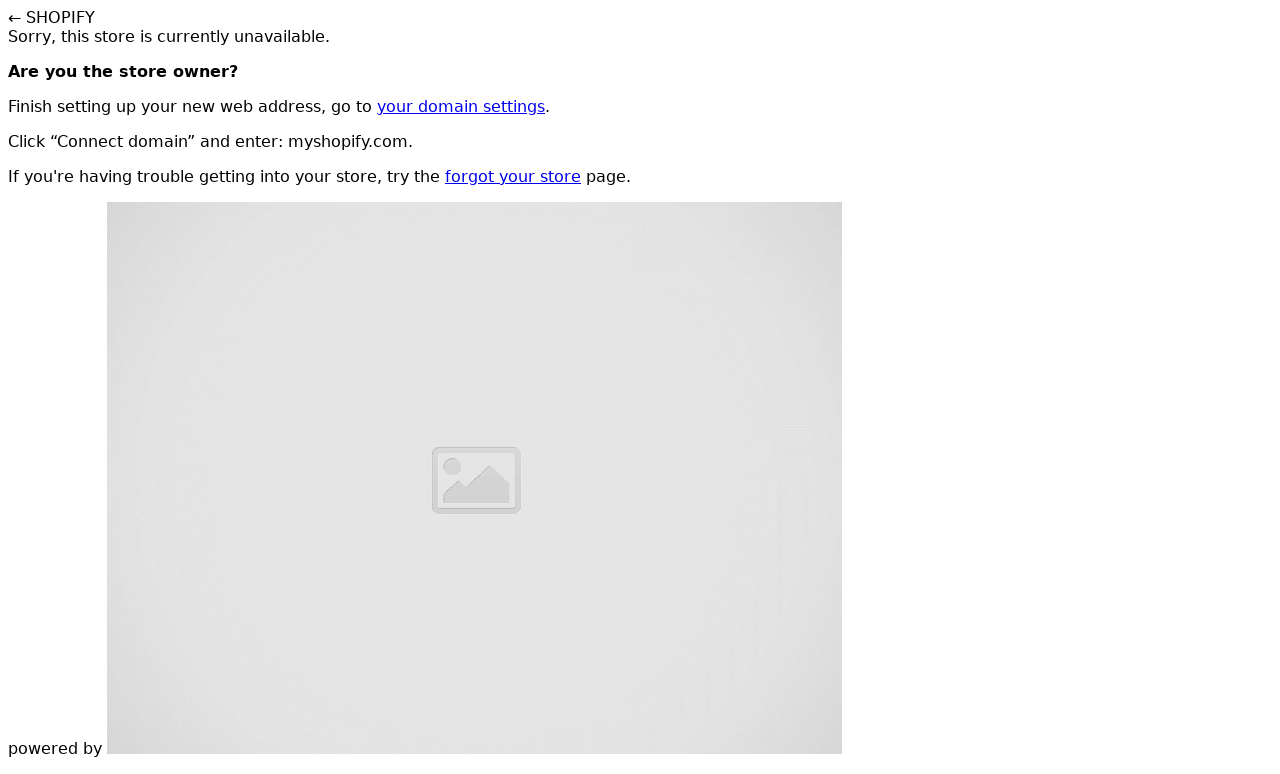 ← SHOPIFY
Sorry, this store is currently unavailable.
Are you the store owner?
Finish setting up your new web address, go to your domain settings.
Click “Connect domain” and enter: myshopify.com.
If you're having trouble getting into your store, try the forgot your store page.
powered by